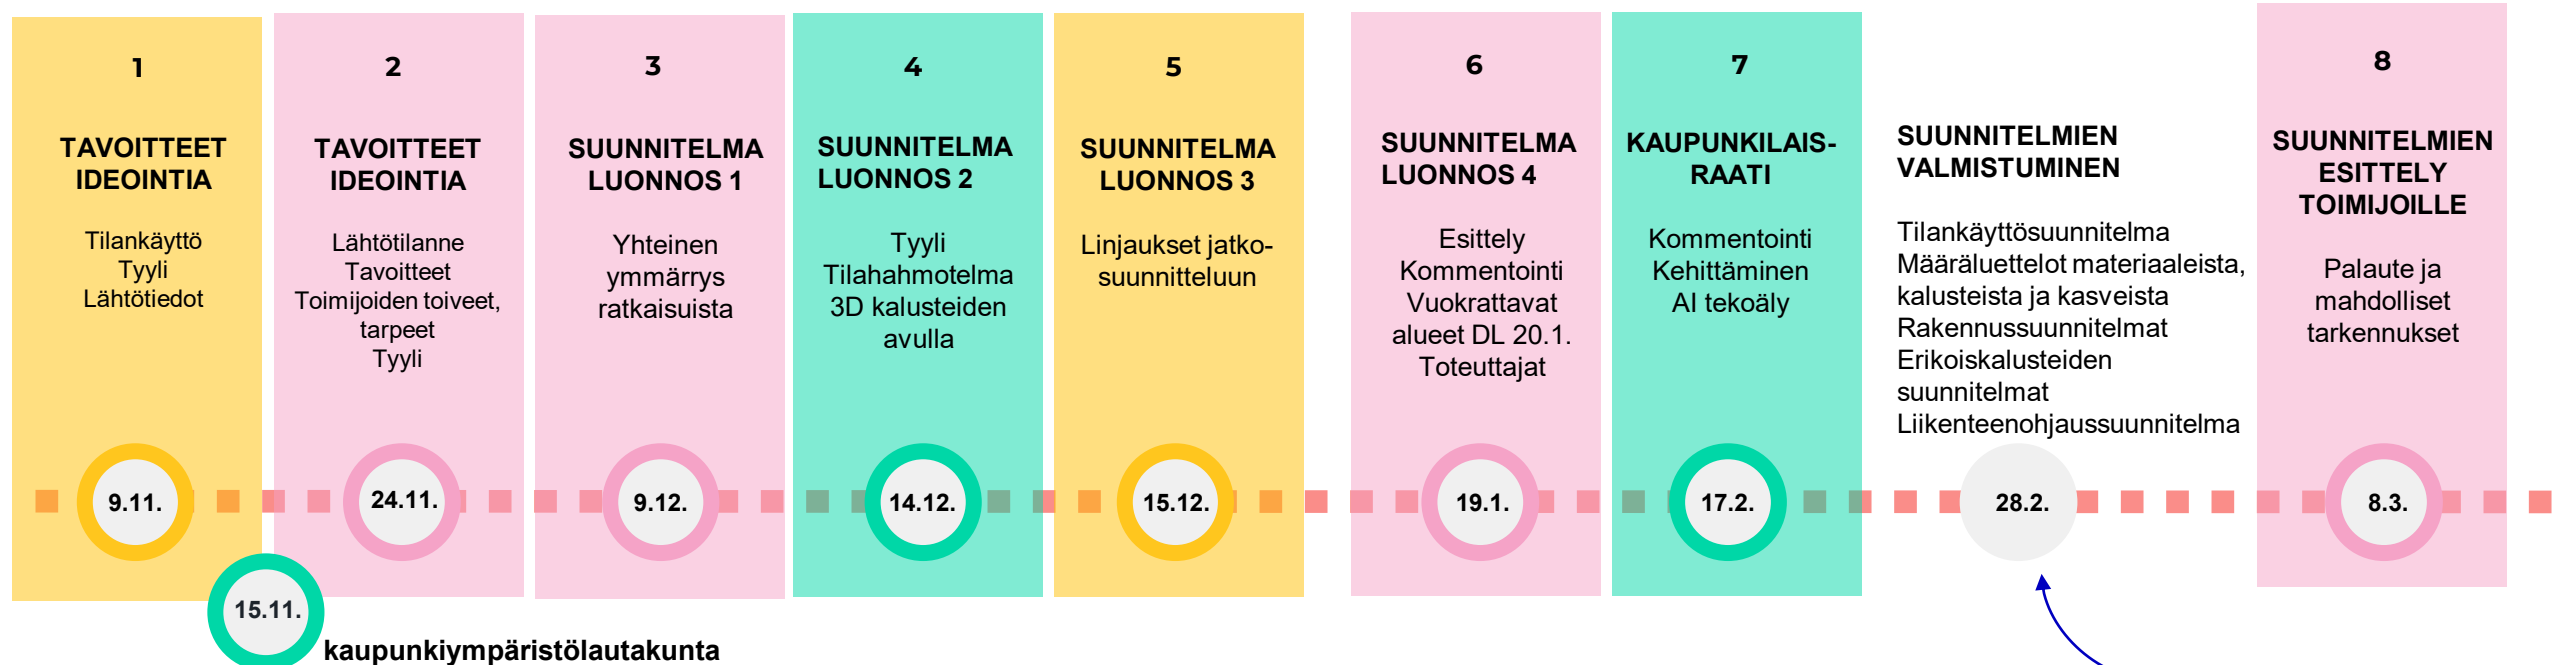 1
TAVOITTEET
IDEOINTIA
Tilankäyttö
Tyyli
Lähtötiedot
9.11.
15.11.
kaupunkiympäristölautakunta
2
TAVOITTEET
IDEOINTIA
Lähtötilanne
Tavoitteet
Toimijoiden toiveet,
tarpeet
Tyyli
24.11.
3
SUUNNITELMA
LUONNOS 1
Yhteinen
ymmärrys
ratkaisuista
9.12.
4
SUUNNITELMA
LUONNOS 2
Tyyli
Tilahahmotelma
3D kalusteiden
avulla
14.12.
5
SUUNNITELMA
LUONNOS 3
Linjaukset jatko-
suunnitteluun
15.12.
6
SUUNNITELMA
LUONNOS 4
Esittely
Kommentointi
Vuokrattavat
alueet DL 20.1.
Toteuttajat
19.1.
7
KAUPUNKILAIS-
RAATI
Kommentointi
Kehittäminen
AI tekoäly
17.2.
SUUNNITELMIEN
VALMISTUMINEN
Tilankäyttösuunnitelma
Määräluettelot materiaaleista,
kalusteista ja kasveista
Rakennussuunnitelmat
Erikoiskalusteiden
suunnitelmat
Liikenteenohjaussuunnitelma
28.2.
8
SUUNNITELMIEN
ESITTELY
TOIMIJOILLE
Palaute ja
mahdolliset
tarkennukset
8.3.